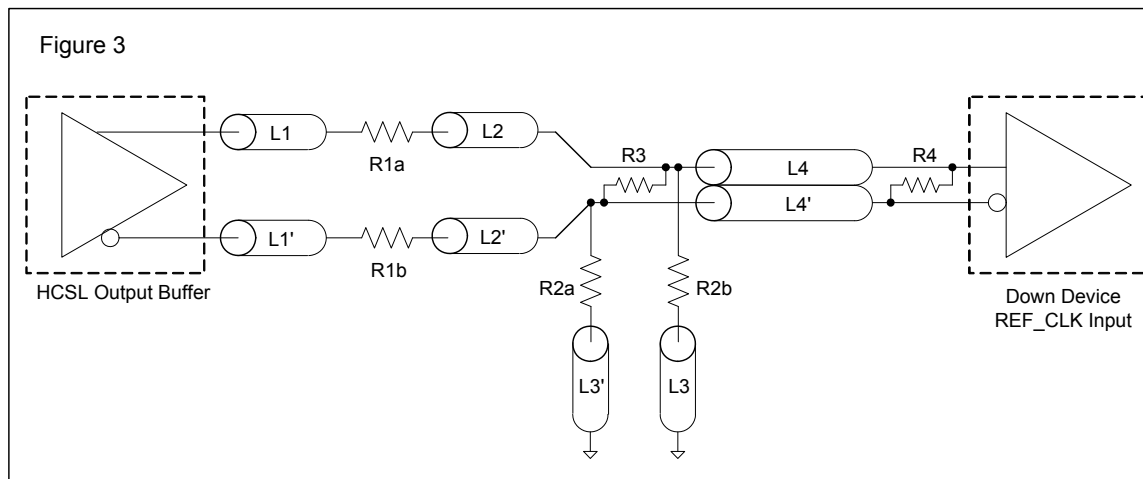 Figure 3
L1
R1a
L2
R3
L4
R4
L4'
L1'
R1b
L2'
HCSL Output Buffer
R2a
R2b
Down Device
REF_CLK Input
L3'
L3